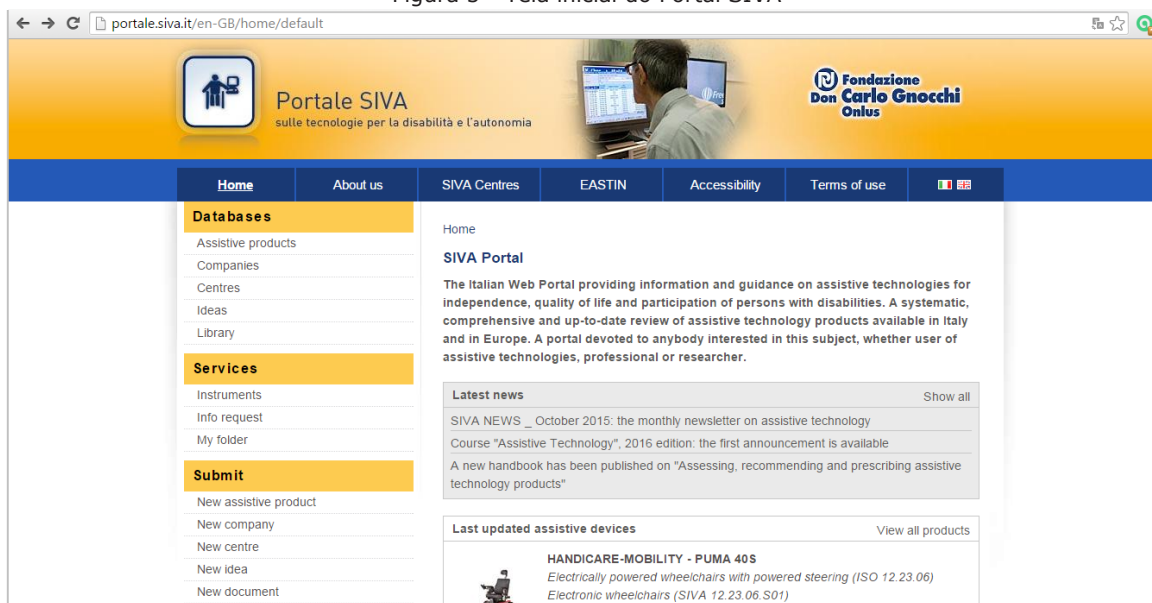 Figura 3 - Tela inicial do Portal SIVA
portale.siva.it/en-GB/home/default
Portale SIVA
sulle tecnologie per la disabilità e l'autonomia
Fondazione
Don Carlo Gnocchi
Onlus
Home
About us
SIVA Centres
EASTIN
Accessibility
Terms of use
Databases
Assistive products
Companies
Centres
Ideas
Library
Services
Instruments
Info request
My folder
Submit
New assistive product
New company
New centre
New idea
New document
Home
SIVA Portal
The Italian Web Portal providing information and guidance on assistive technologies for
independence, quality of life and participation of persons with disabilities. A systematic,
comprehensive and up-to-date review of assistive technology products available in Italy
and in Europe. A portal devoted to anybody interested in this subject, whether user of
assistive technologies, professional or researcher.
Latest news
Show all
SIVA NEWS _ October 2015: the monthly newsletter on assistive technology
Course "Assistive Technology", 2016 edition: the first announcement is available
A new handbook has been published on "Assessing, recommending and prescribing assistive
technology products"
Last updated assistive devices
View all products
HANDICARE-MOBILITY - PUMA 40S
Electrically powered wheelchairs with powered steering (ISO 12.23.06)
Electronic wheelchairs (SIVA 12.23.06.S01)